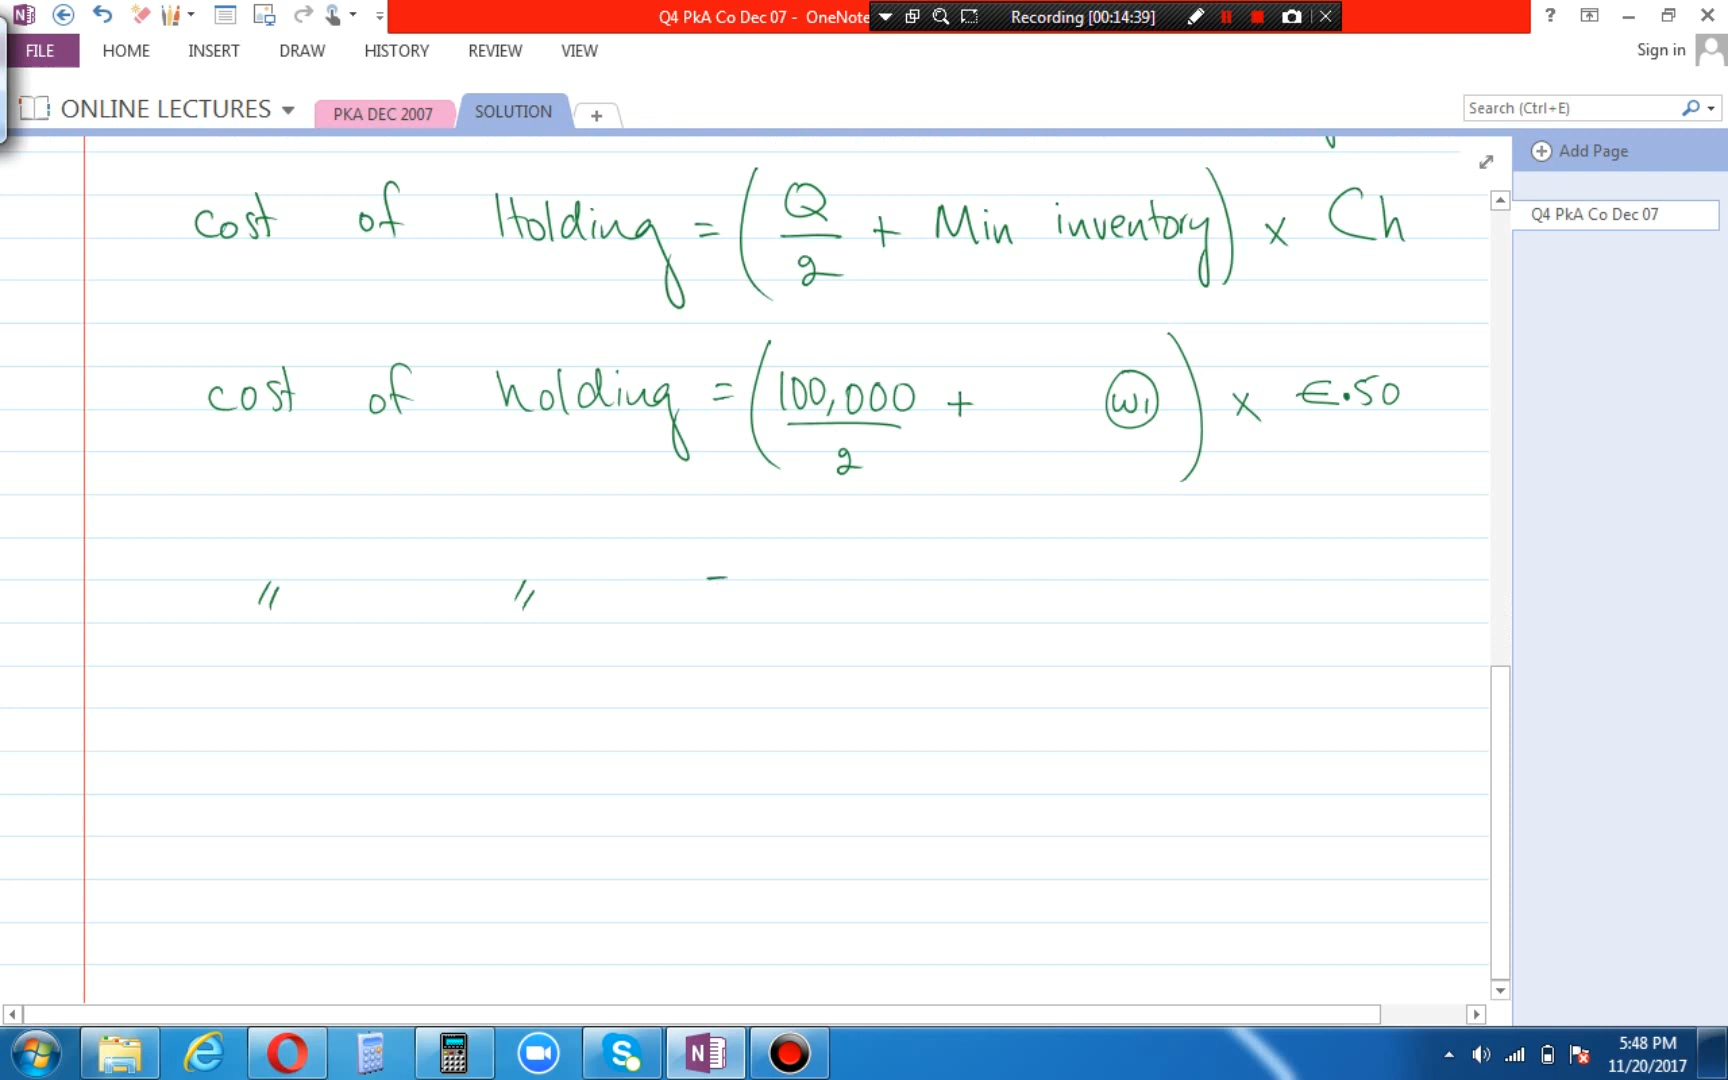 Q4 PkA Co Dec 07 - OneNote
Recording [00:14:39]
FILE HOME INSERT DRAW HISTORY REVIEW VIEW
Sign in
ONLINE LECTURES PKA DEC 2007 SOLUTION +
Search (Ctrl+E)
Add Page
Q4 PkA Co Dec 07
cost of Holding = (Q/2 + Min inventory) x Ch
cost of holding = (100,000/2 + W1) x €.50
" " -
5:48 PM
11/20/2017